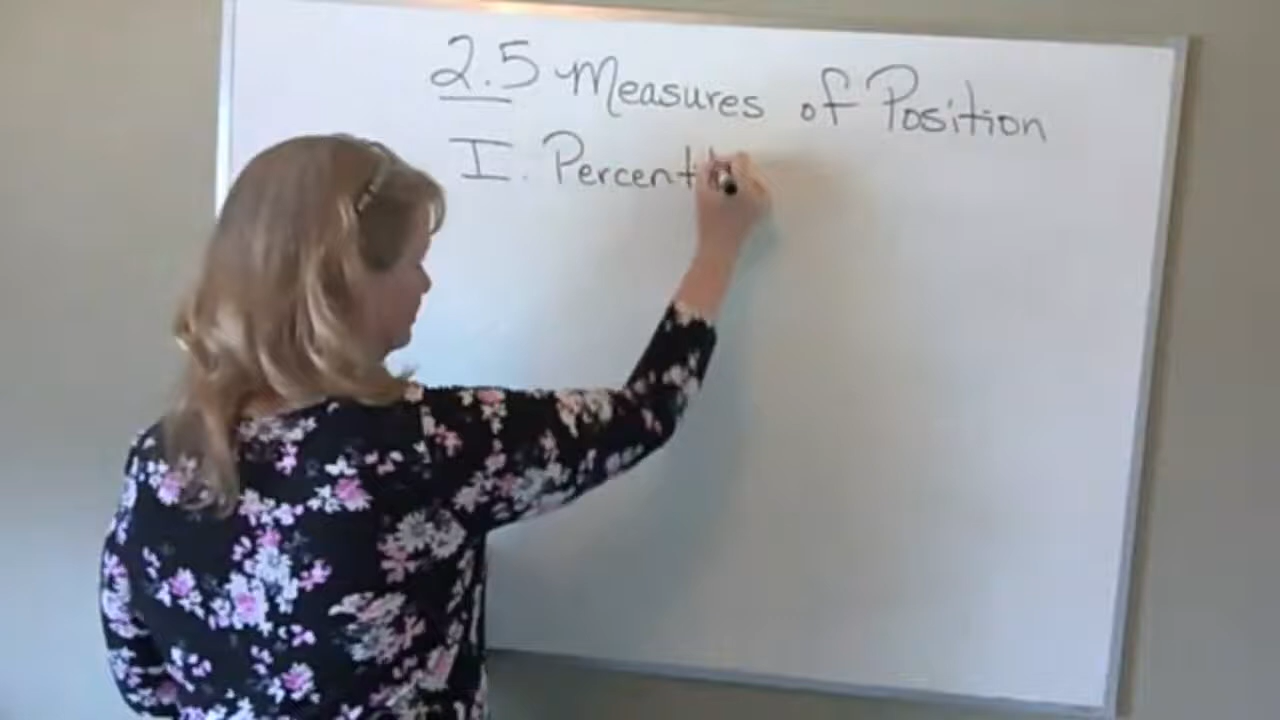 2.5 Measures of Position
I. Percent